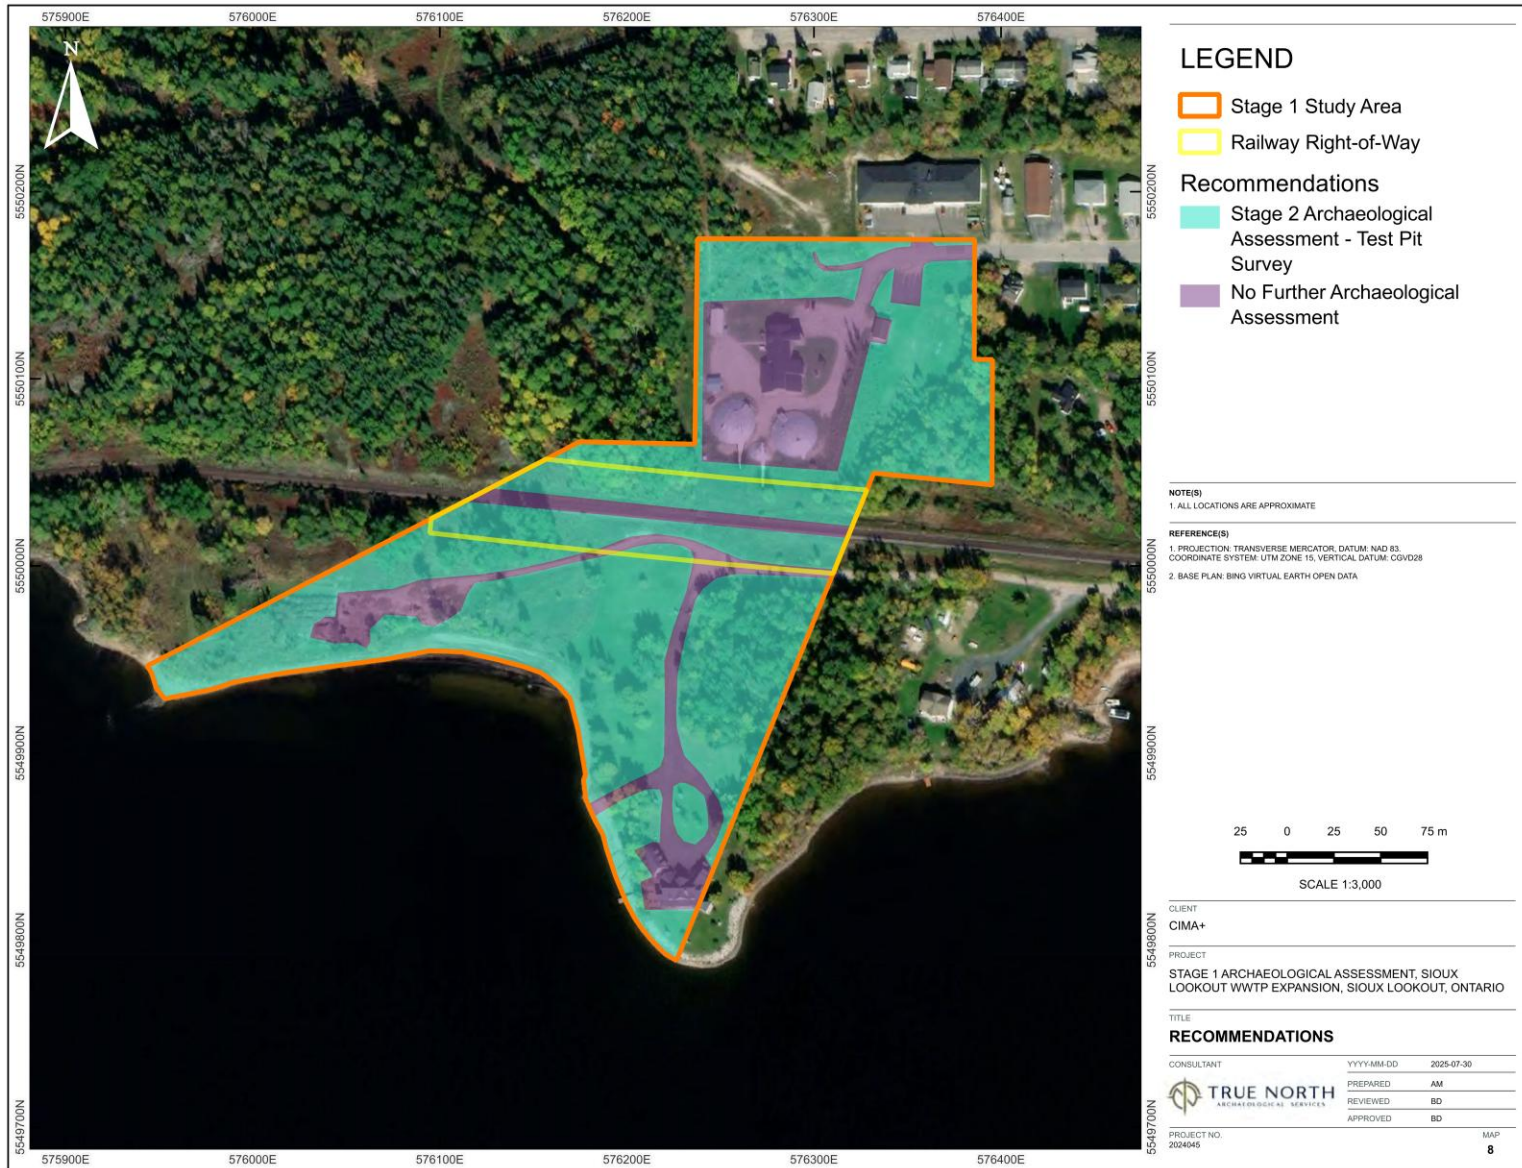 575900E 576000E 576100E 576200E 576300E 576400E
N
5550200N
5550100N
5550000N
5549900N
5549800N
5549700N
5550200N
5550100N
5550000N
5549900N
5549800N
5549700N
575900E 576000E 576100E 576200E 576300E 576400E
LEGEND
Stage 1 Study Area
Railway Right-of-Way
Recommendations
Stage 2 Archaeological
Assessment - Test Pit
Survey
No Further Archaeological
Assessment
NOTE(S)
1. ALL LOCATIONS ARE APPROXIMATE
REFERENCE(S)
1. PROJECTION: TRANSVERSE MERCATOR, DATUM: NAD 83,
COORDINATE SYSTEM: UTM ZONE 15, VERTICAL DATUM: CGVD28
2. BASE PLAN: BING VIRTUAL EARTH OPEN DATA
25 0 25 50 75 m
SCALE 1:3,000
CLIENT
CIMA+
PROJECT
STAGE 1 ARCHAEOLOGICAL ASSESSMENT, SIOUX
LOOKOUT WWTP EXPANSION, SIOUX LOOKOUT, ONTARIO
TITLE
RECOMMENDATIONS
CONSULTANT
TRUE NORTH
ARCHAEOLOGICAL SERVICES
YYYY-MM-DD 2025-07-30
PREPARED AM
REVIEWED BD
APPROVED BD
PROJECT NO.
2024045
MAP
8